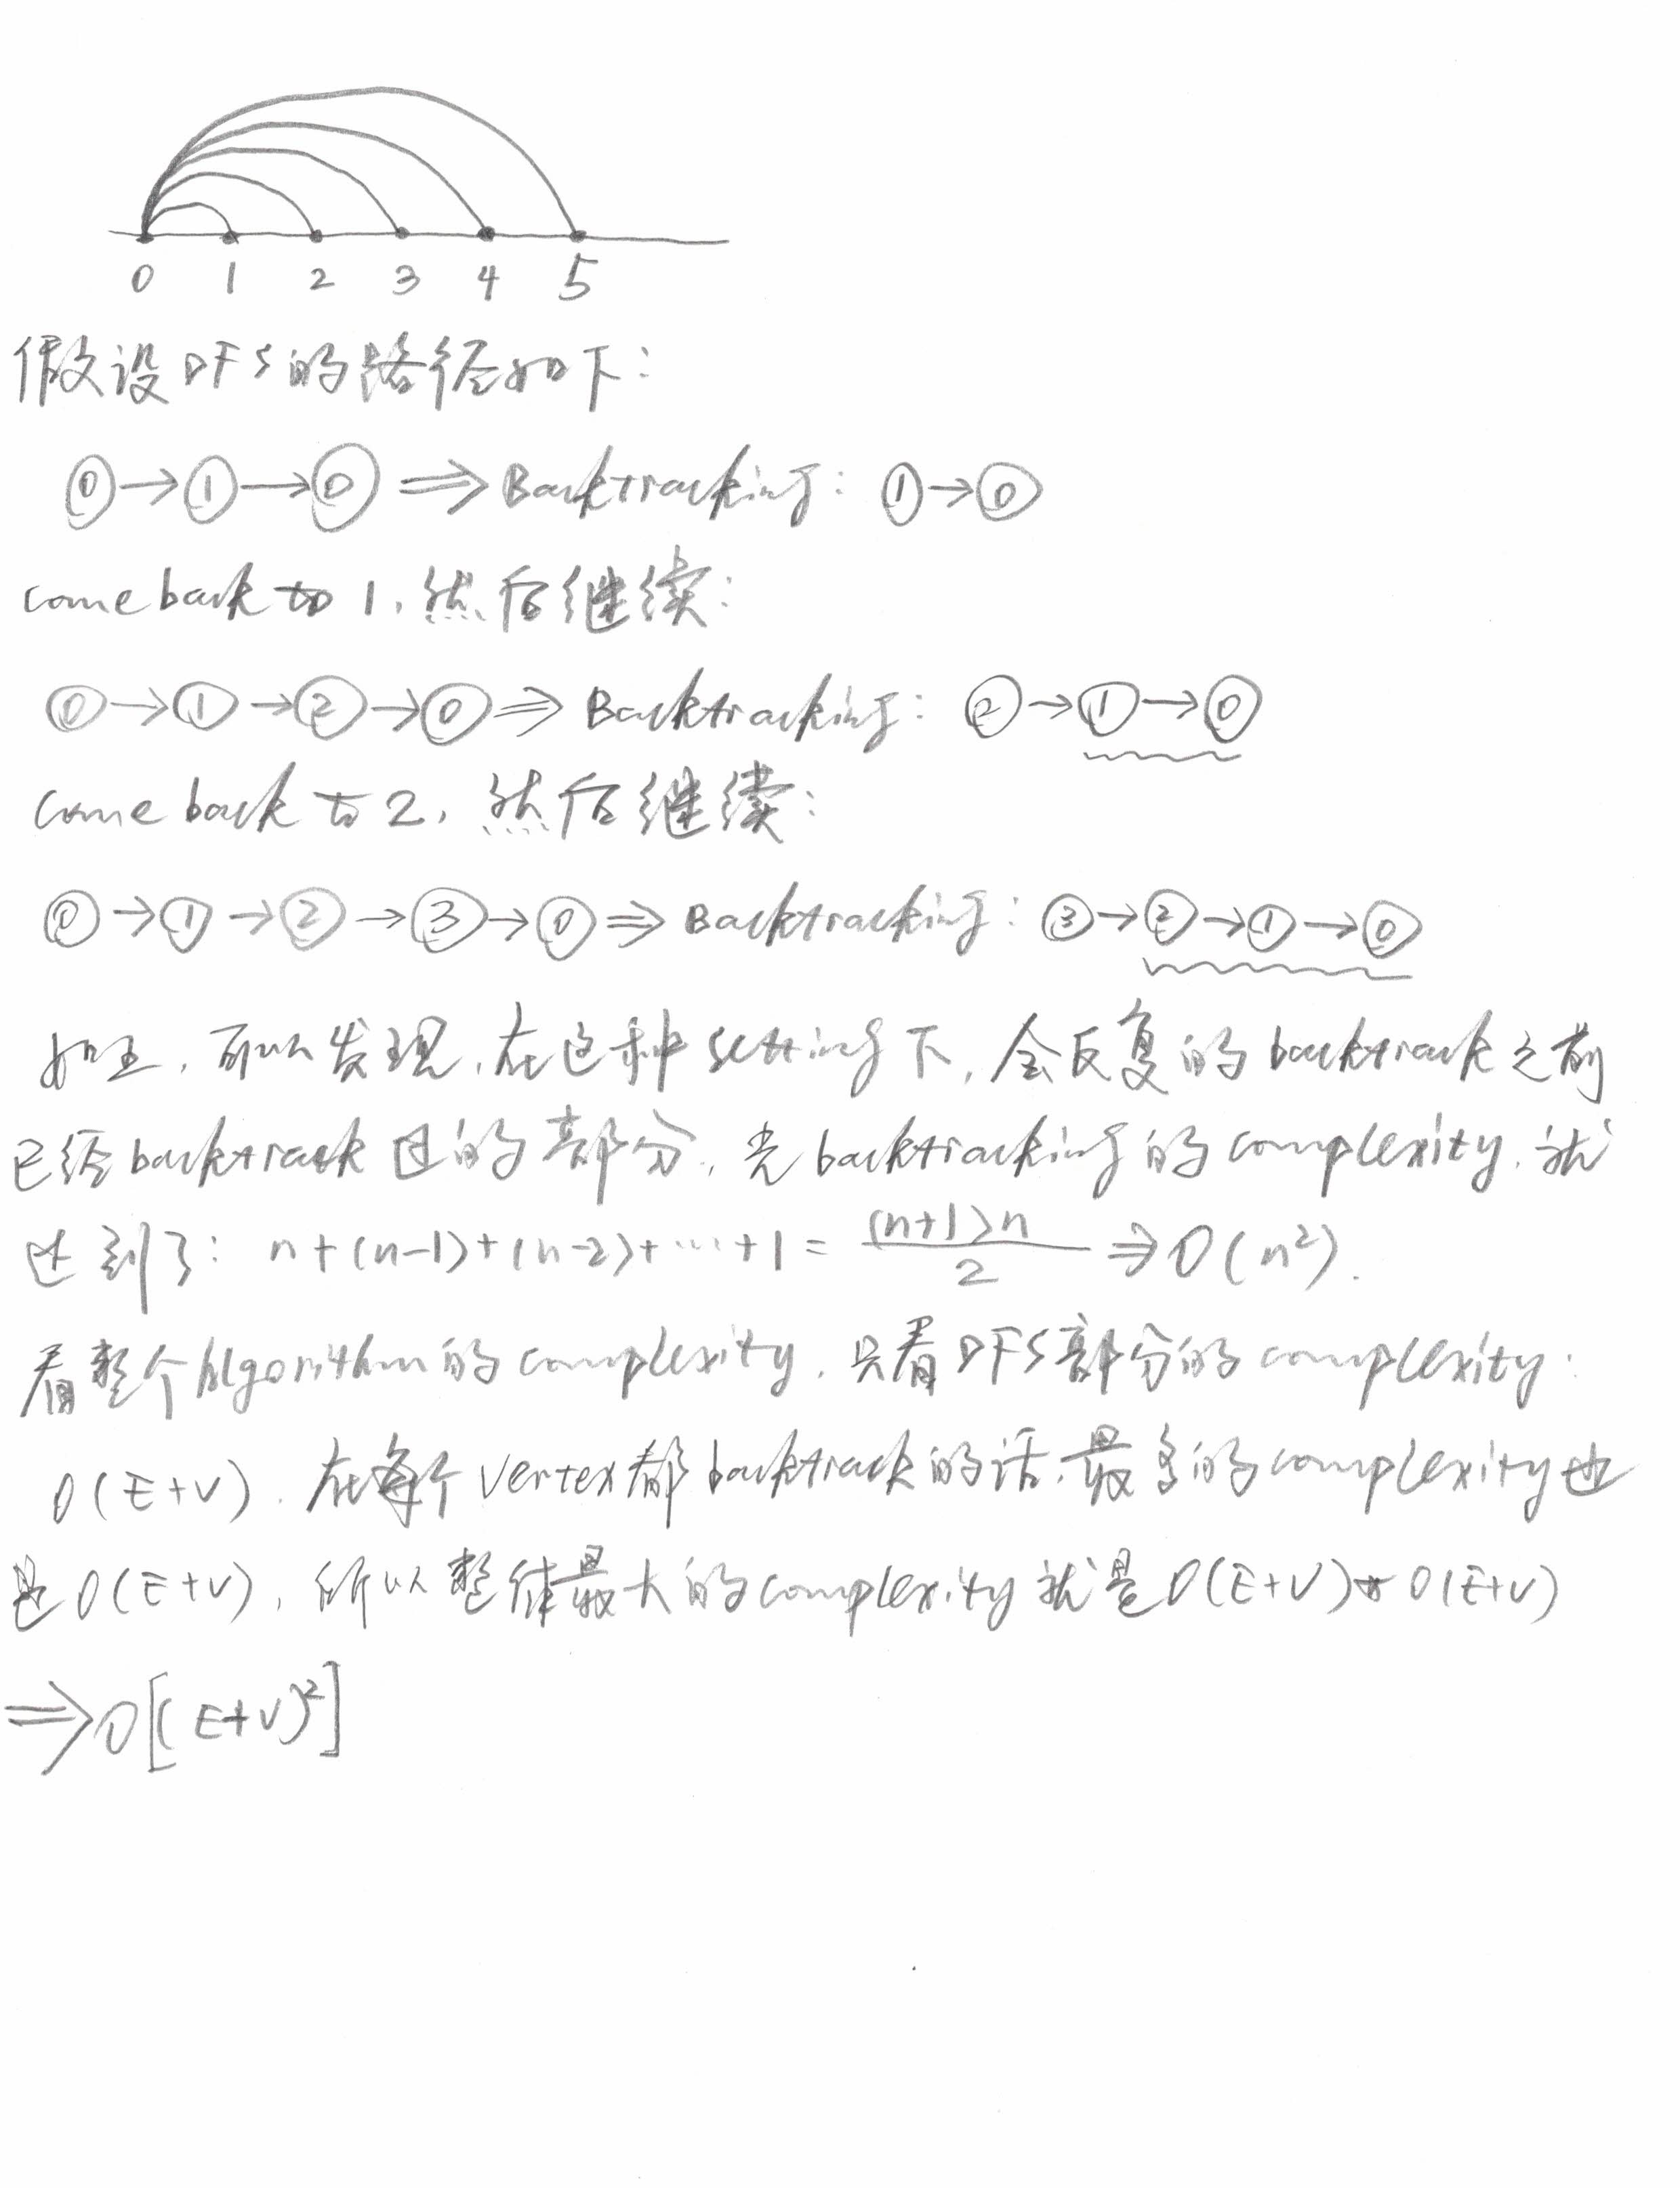 0 1 2 3 4 5
假设DFS的路径如下：
0→1→0 ⇒ Backtracking: 1→0
come back to 1, 然后继续：
0→1→2→0 ⇒ Backtracking: 2→1→0
come back to 2, 然后继续：
0→1→2→3→0 ⇒ Backtracking: 3→2→1→0
如上, 可以发现, 在这种setting下, 会反复的backtrack之前
已经backtrack过的部分, 光backtracking的complexity, 就
达到了: n+(n-1)+(n-2)+…+1 = (n+1)n/2 ⇒ O(n²).
看整个Algorithm的complexity, 只看DFS部分的complexity:
O(E+V). 在每个vertex都backtrack的话, 最多的complexity也
是O(E+V), 所以整体最大的complexity就是O(E+V)*O(E+V)
⇒O[(E+V)²]